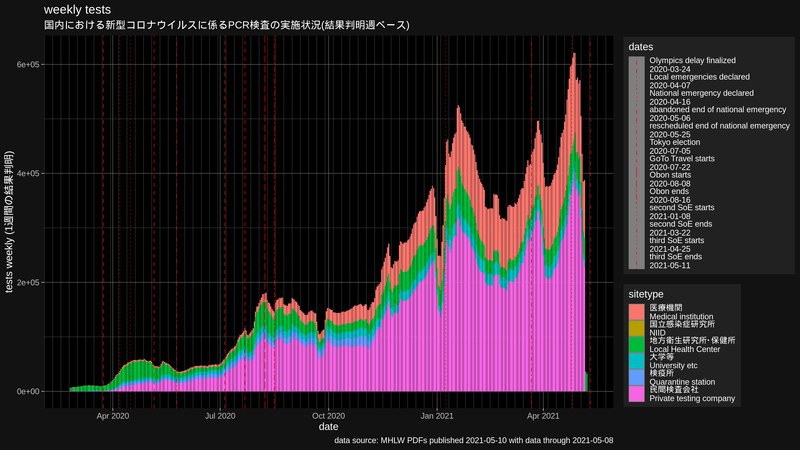 weekly tests
国内における新型コロナウイルスに係るPCR検査の実施状況(結果判明週ベース)
tests weekly (1週間の結果判明)
6e+05
4e+05
2e+05
0e+00
Apr 2020
Jul 2020
Oct 2020
Jan 2021
Apr 2021
date
data source: MHLW PDFs published 2021-05-10 with data through 2021-05-08
dates
Olympics delay finalized
2020-03-24
Local emergencies declared
2020-04-07
National emergency declared
2020-04-16
abandoned end of national emergency
2020-05-06
rescheduled end of national emergency
2020-05-25
Tokyo election
2020-07-05
GoTo Travel starts
2020-07-22
Obon starts
2020-08-08
Obon ends
2020-08-16
second SoE starts
2021-01-08
second SoE ends
2021-03-22
third SoE starts
2021-04-25
third SoE ends
2021-05-11
sitetype
医療機関
Medical institution
国立感染症研究所
NIID
地方衛生研究所・保健所
Local Health Center
大学等
University etc
検疫所
Quarantine station
民間検査会社
Private testing company